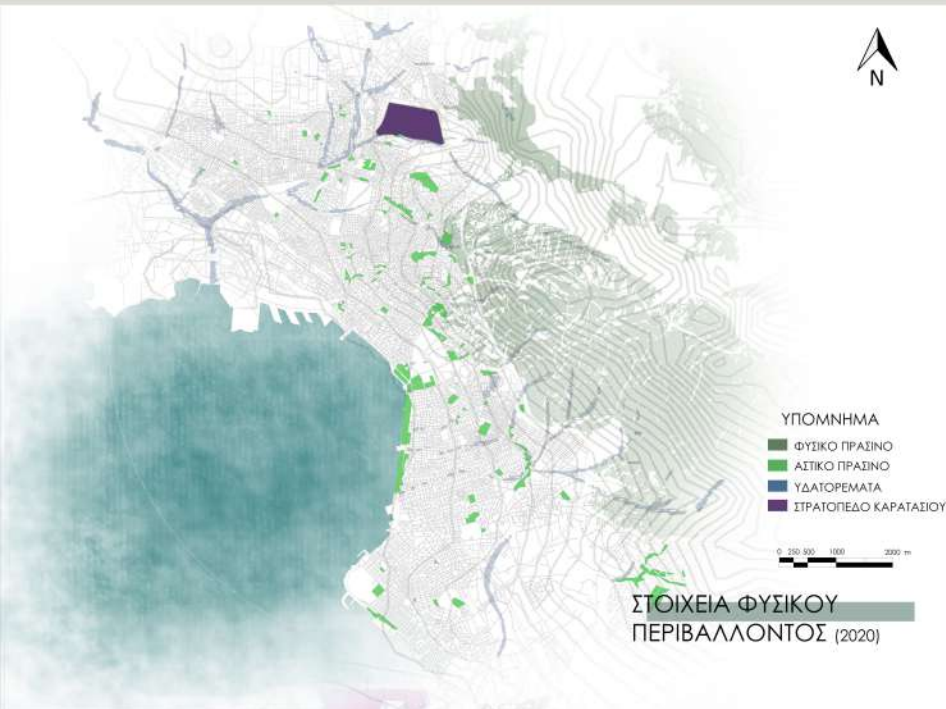 N
ΥΠΟΜΝΗΜΑ
ΦΥΣΙΚΟ ΠΡΑΣΙΝΟ
ΑΣΤΙΚΟ ΠΡΑΣΙΝΟ
ΥΔΑΤΟΡΕΜΑΤΑ
ΣΤΡΑΤΟΠΕΔΟ ΚΑΡΑΤΑΣΙΟΥ
0 250 500 1000 2000 m
ΣΤΟΙΧΕΙΑ ΦΥΣΙΚΟΥ
ΠΕΡΙΒΑΛΛΟΝΤΟΣ (2020)